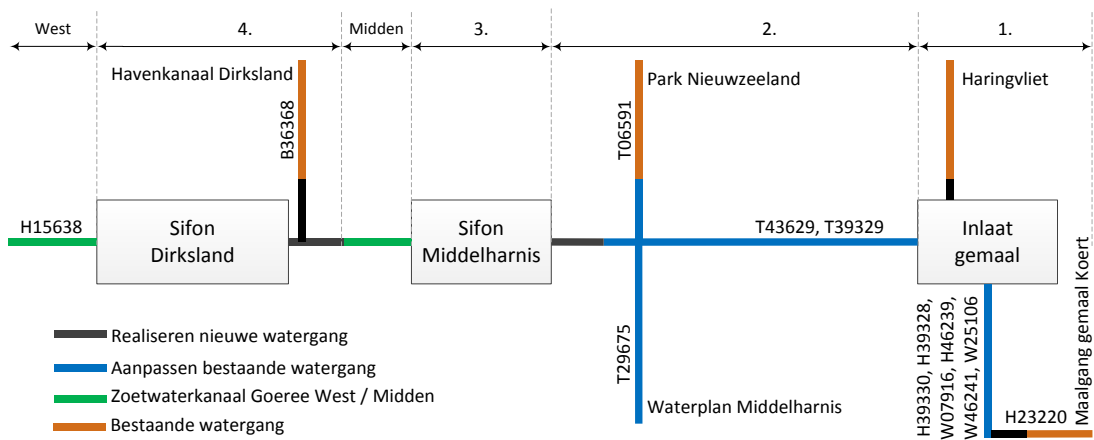 West
4.
Midden
3.
2.
1.
Havenkanaal Dirksland
B36368
Park Nieuwzeeland
T06591
Haringvliet
H15638
Sifon
Dirksland
Sifon
Middelharnis
T43629, T39329
Inlaat
gemaal
T29675
Waterplan Middelharnis
H39330, H39328,
W07916, H46239,
W46241, W25106
H23220
Maalgang gemaal Koert
Realiseren nieuwe watergang
Aanpassen bestaande watergang
Zoetwaterkanaal Goeree West / Midden
Bestaande watergang